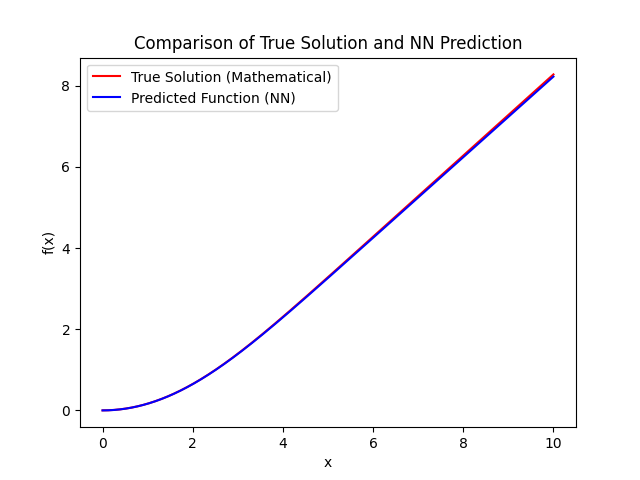 Comparison of True Solution and NN Prediction
True Solution (Mathematical)
Predicted Function (NN)
f(x)
8
6
4
2
0
0 2 4 6 8 10
x